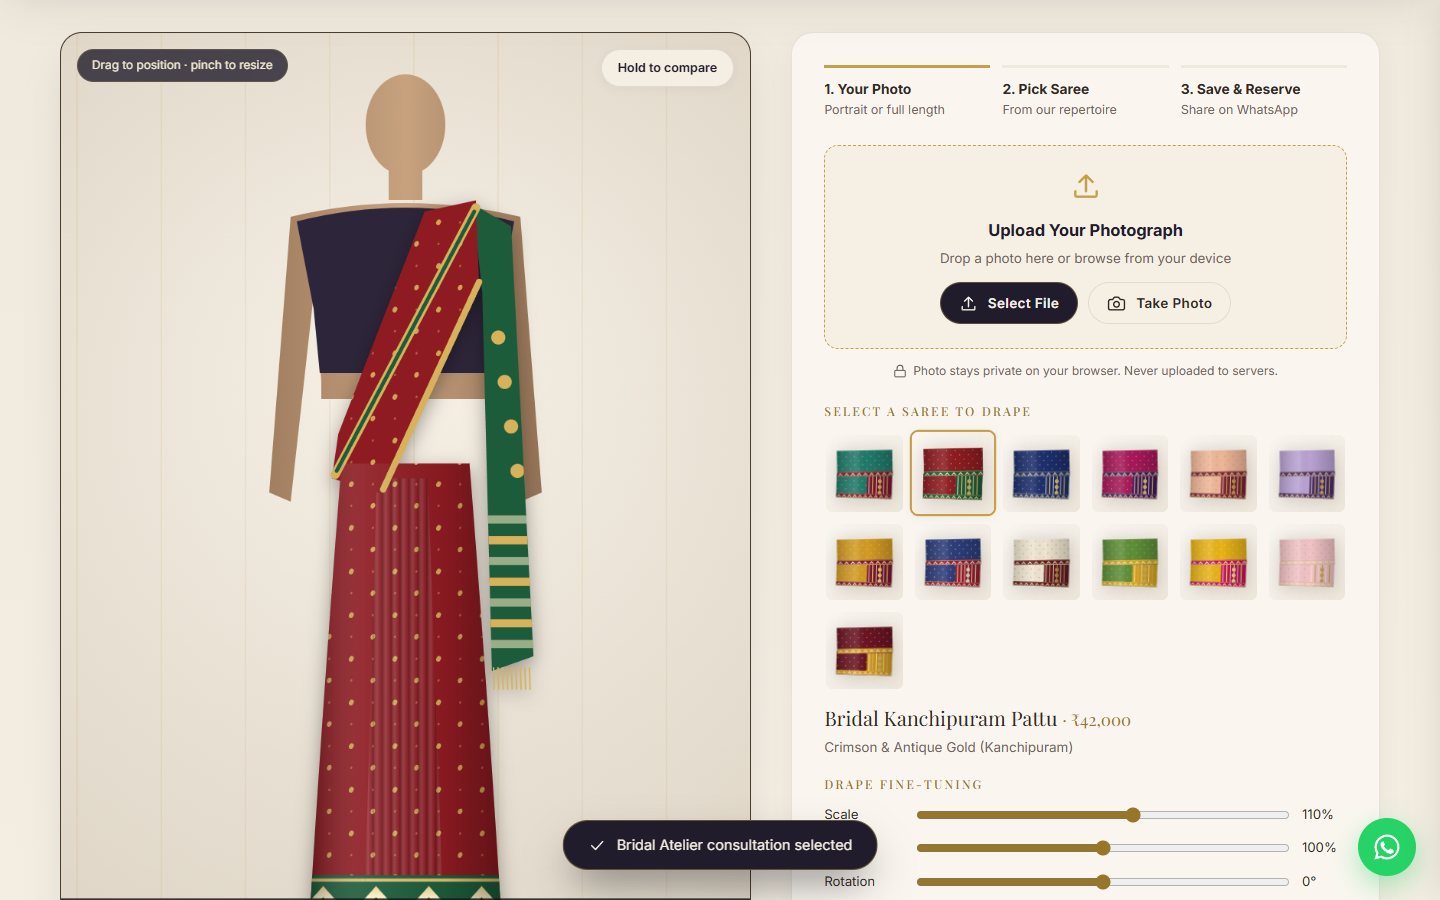 Drag to position · pinch to resize
Hold to compare
1. Your Photo
Portrait or full length
2. Pick Saree
From our repertoire
3. Save & Reserve
Share on WhatsApp
Upload Your Photograph
Drop a photo here or browse from your device
Select File
Take Photo
Photo stays private on your browser. Never uploaded to servers.
SELECT A SAREE TO DRAPE
Bridal Kanchipuram Pattu · ₹42,000
Crimson & Antique Gold (Kanchipuram)
DRAPE FINE-TUNING
Scale 110%
100%
Rotation 0°
Bridal Atelier consultation selected